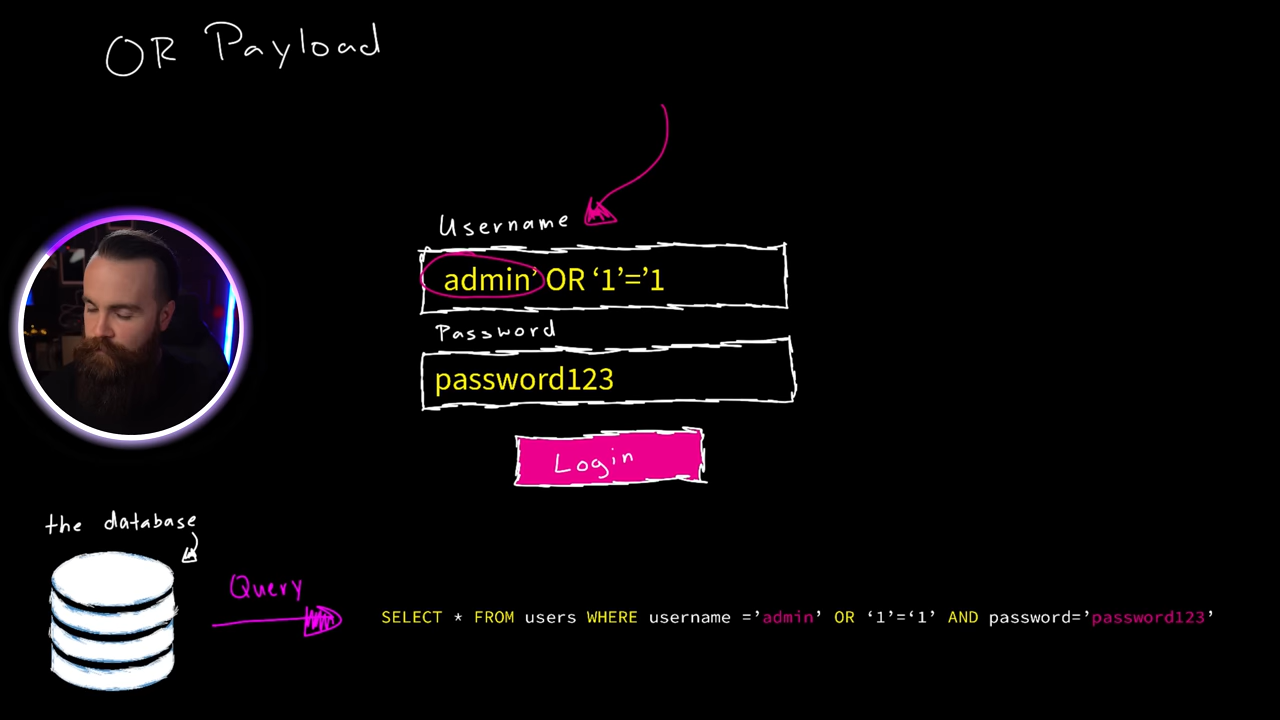 OR Payload
Username
admin’ OR ‘1’=’1
Password
password123
Login
the database
Query
SELECT * FROM users WHERE username =’admin’ OR ‘1’=‘1’ AND password=’password123’